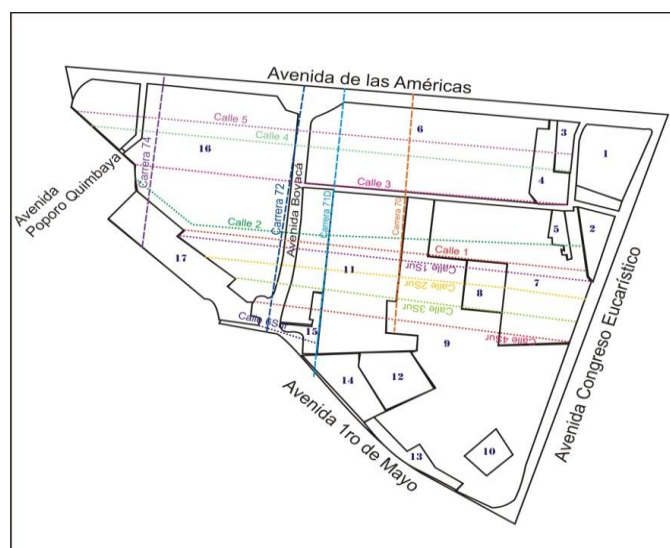 Avenida de las Américas
Calle 5
Calle 4
6
3
1
16
Carrera 74
Carrera 72
Avenida Boyacá
Carrera 71D
Carrera 70
Calle 3
4
Avenida
Poporo Quimbaya
Calle 2
5
2
Calle 1
17
11
Calle 1Sur
Calle 2Sur
7
8
Calle 3Sur
15
9
Calle 4Sur
14
12
13
10
Avenida 1ro de Mayo
Avenida Congreso Eucarístico